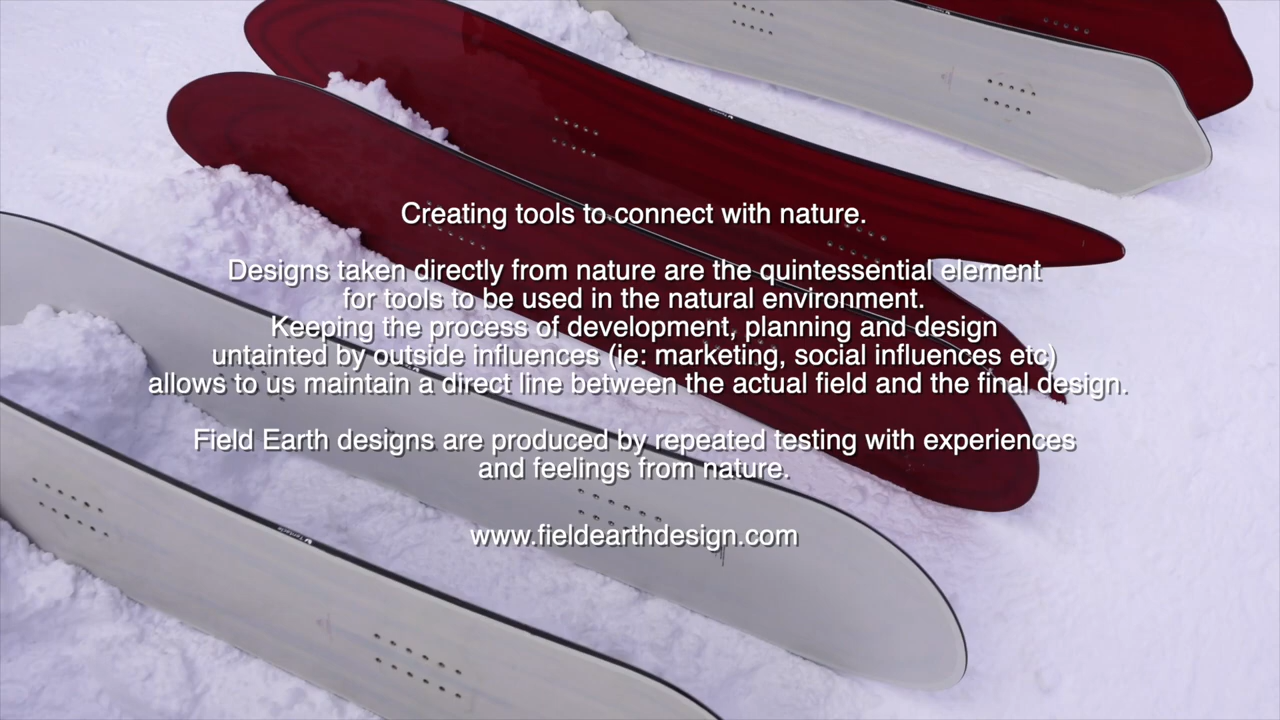 Creating tools to connect with nature.
Designs taken directly from nature are the quintessential element
for tools to be used in the natural environment.
Keeping the process of development, planning and design
untainted by outside influences (ie: marketing, social influences etc)
allows to us maintain a direct line between the actual field and the final design.
Field Earth designs are produced by repeated testing with experiences
and feelings from nature.
www.fieldearthdesign.com